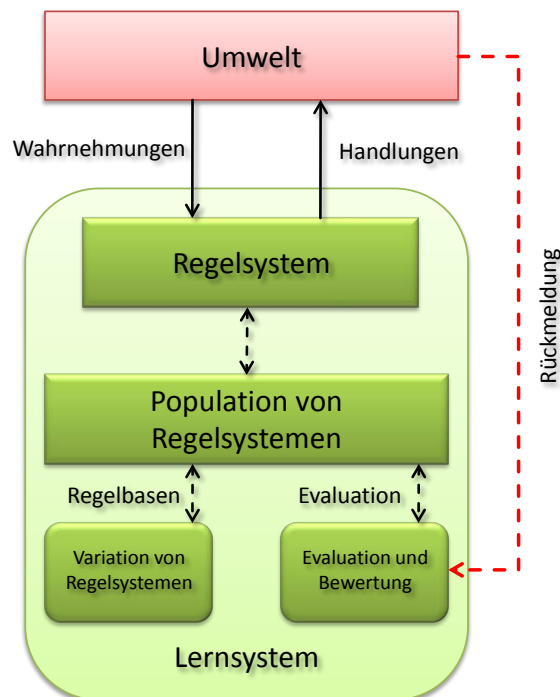 Umwelt
Wahrnehmungen
Handlungen
Regelsystem
Rückmeldung
Population von
Regelsystemen
Regelbasen
Evaluation
Variation von
Regelsystemen
Evaluation und
Bewertung
Lernsystem